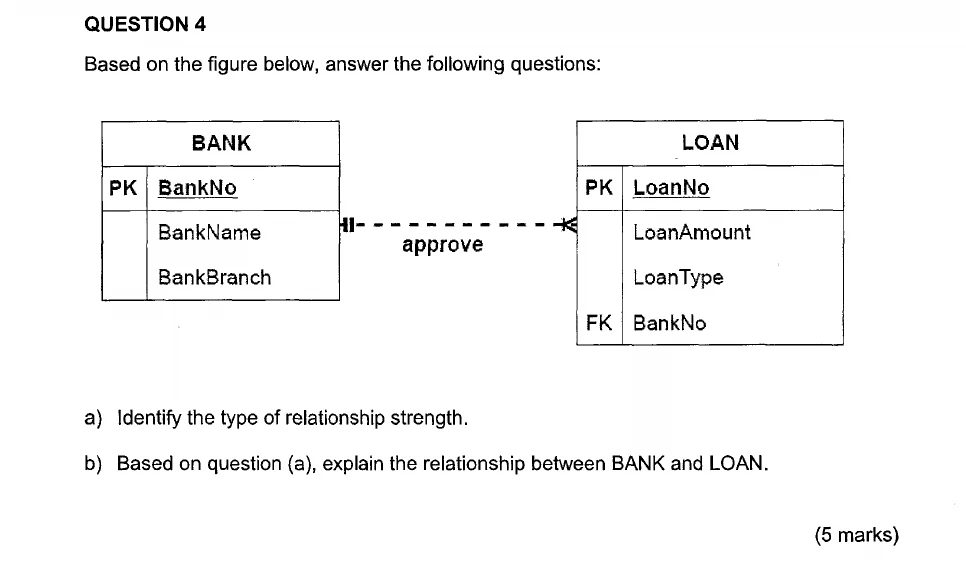 QUESTION 4
Based on the figure below, answer the following questions:
BANK
PK BankNo
BankName
BankBranch
approve
LOAN
PK LoanNo
LoanAmount
LoanType
FK BankNo
a) Identify the type of relationship strength.
b) Based on question (a), explain the relationship between BANK and LOAN.
(5 marks)